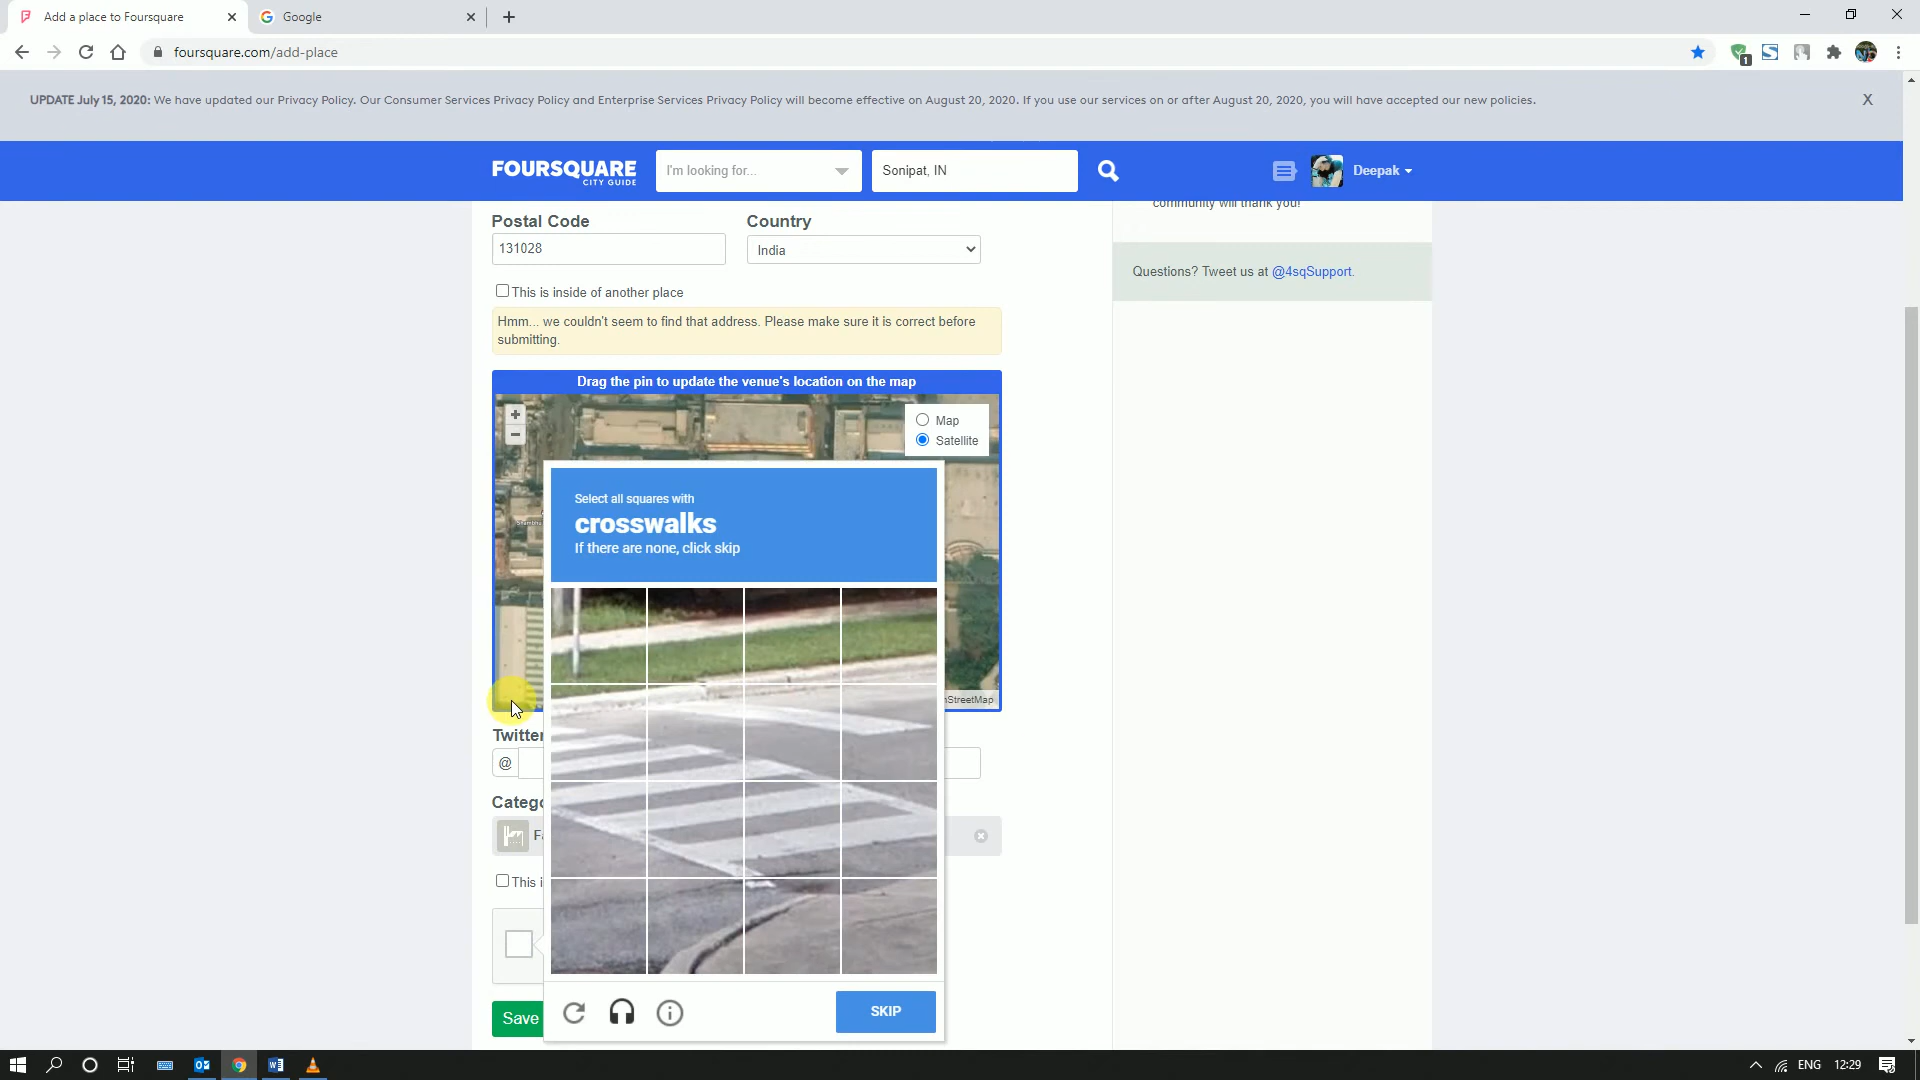 Add a place to Foursquare
Google
foursquare.com/add-place
1
UPDATE July 15, 2020: We have updated our Privacy Policy. Our Consumer Services Privacy Policy and Enterprise Services Privacy Policy will become effective on August 20, 2020. If you use our services on or after August 20, 2020, you will have accepted our new policies.
X
FOURSQUARE
CITY GUIDE
I'm looking for...
Sonipat, IN
Deepak
community will thank you!
Postal Code
Country
131028
India
Questions? Tweet us at @4sqSupport.
This is inside of another place
Hmm... we couldn't seem to find that address. Please make sure it is correct before
submitting.
Drag the pin to update the venue's location on the map
+
−
Map
Satellite
Select all squares with
crosswalks
If there are none, click skip
nStreetMap
Twitter
@
Catego
Fa
This i
SKIP
Save
ENG
12:29